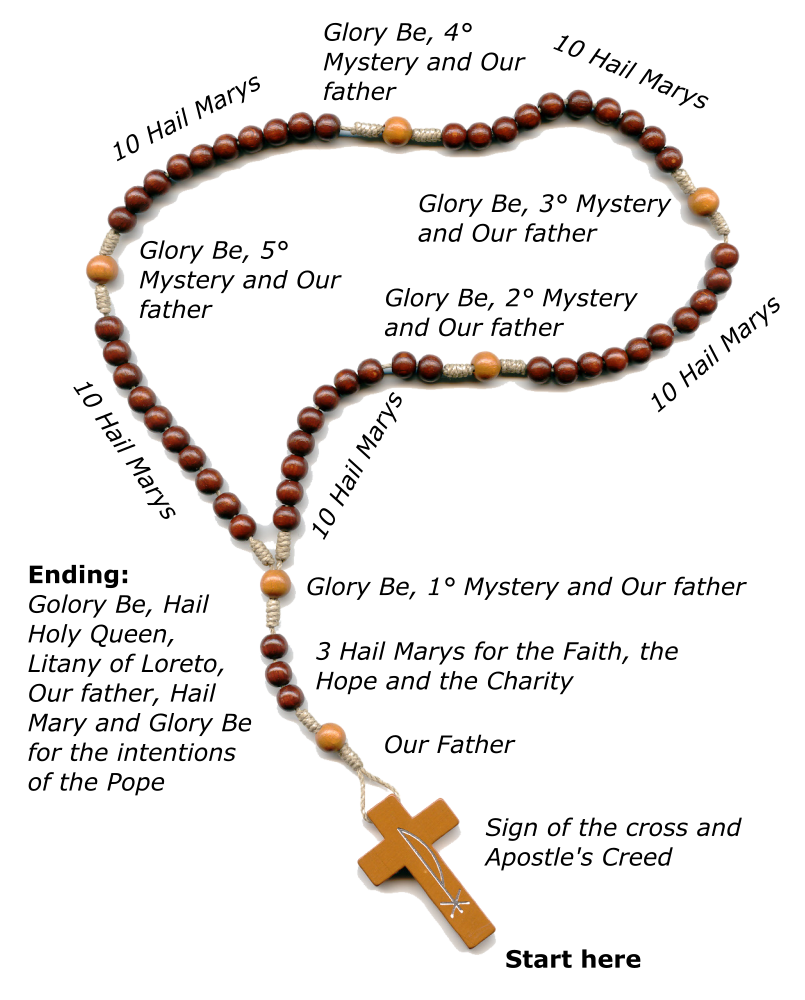 Glory Be, 4°
Mystery and Our
father
10 Hail Marys
10 Hail Marys
Glory Be, 3° Mystery
and Our father
Glory Be, 5°
Mystery and Our
father
Glory Be, 2° Mystery
and Our father
10 Hail Marys
10 Hail Marys
10 Hail Marys
Ending:
Golory Be, Hail
Holy Queen,
Litany of Loreto,
Our father, Hail
Mary and Glory Be
for the intentions
of the Pope
Glory Be, 1° Mystery and Our father
3 Hail Marys for the Faith, the
Hope and the Charity
Our Father
Sign of the cross and
Apostle's Creed
Start here